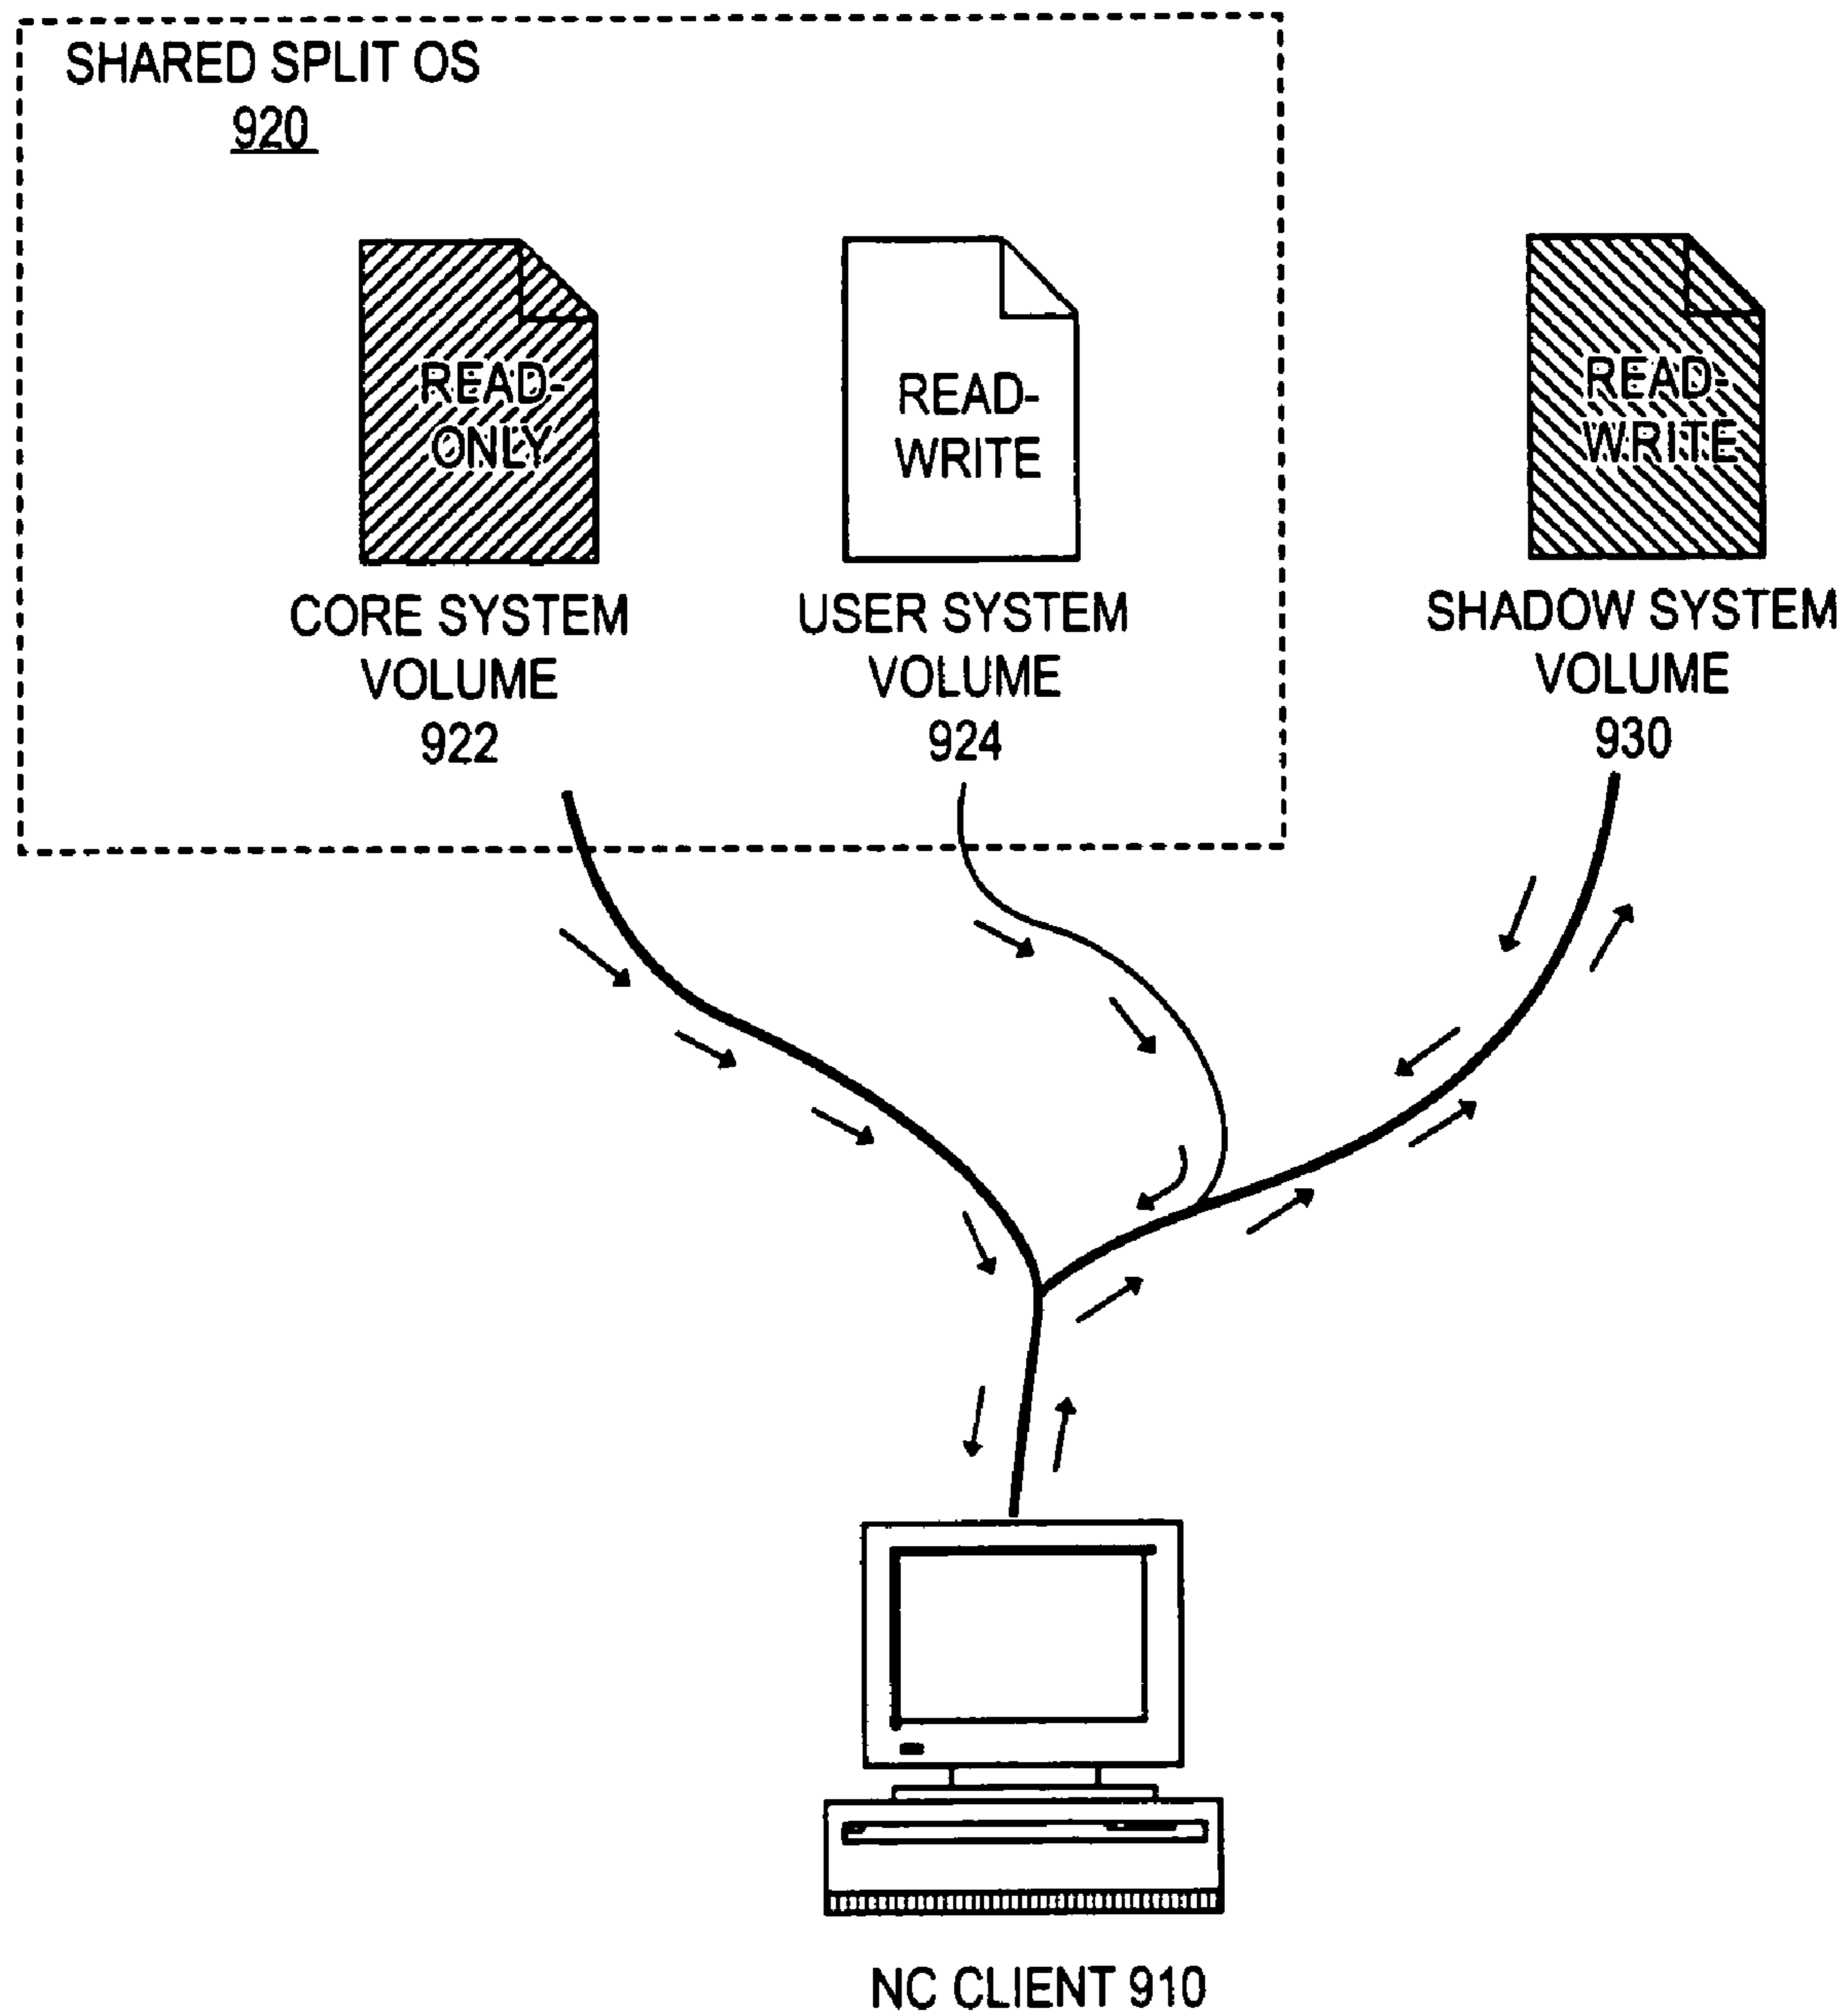 SHARED SPLIT OS
920
READ-
ONLY
READ-
WRITE
READ-
WRITE
CORE SYSTEM
VOLUME
922
USER SYSTEM
VOLUME
924
SHADOW SYSTEM
VOLUME
930
NC CLIENT 910